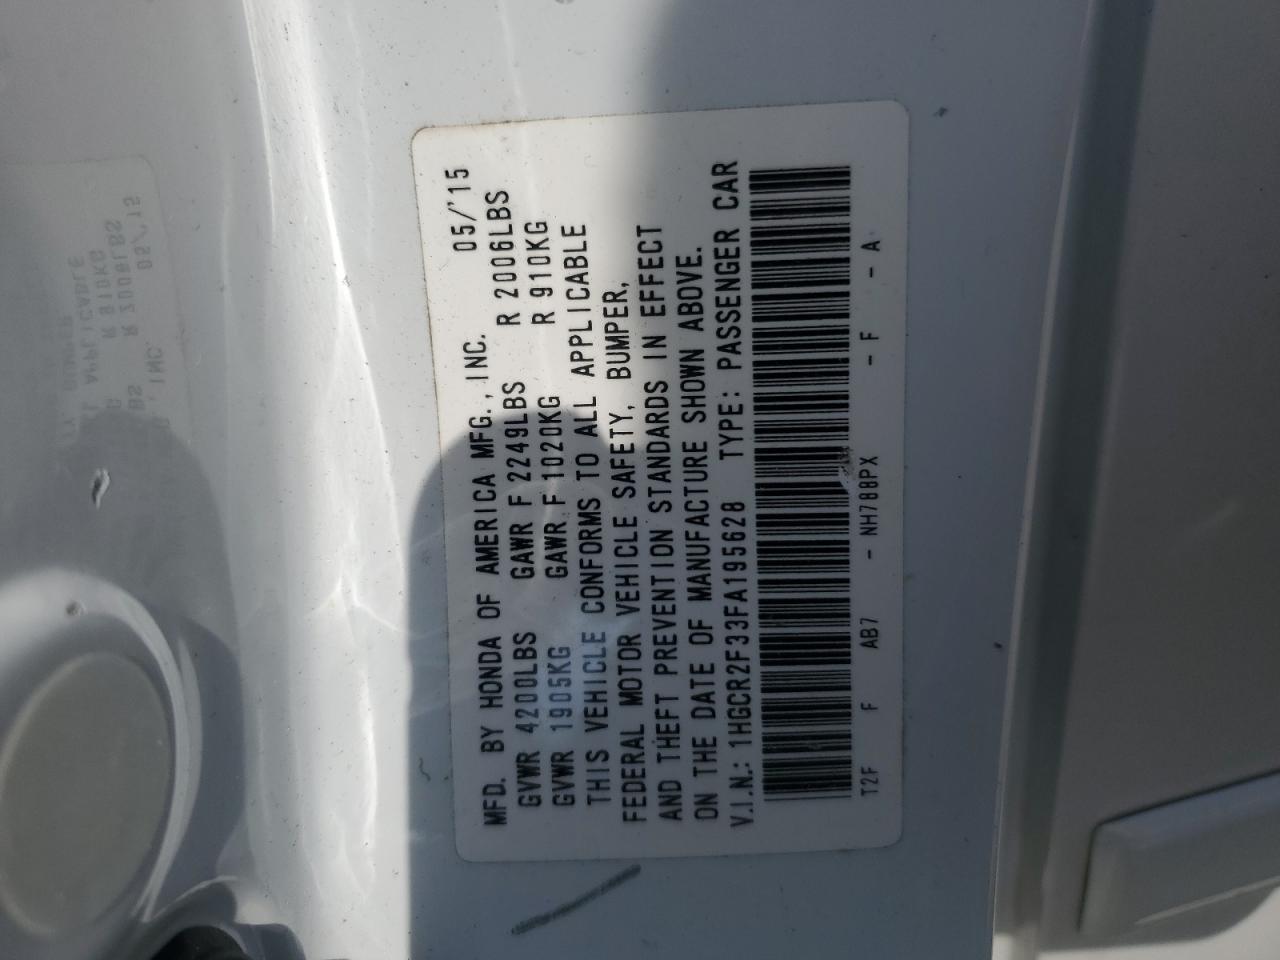 MFD. BY HONDA OF AMERICA MFG., INC. 05/'15
GVWR 4200LBS GAWR F 2249LBS R 2006LBS
GVWR 1905KG GAWR F 1020KG R 910KG
THIS VEHICLE CONFORMS TO ALL APPLICABLE
FEDERAL MOTOR VEHICLE SAFETY, BUMPER,
AND THEFT PREVENTION STANDARDS IN EFFECT
ON THE DATE OF MANUFACTURE SHOWN ABOVE.
V.I.N.: 1HGCR2F33FA195628 TYPE: PASSENGER CAR
T2F F AB7 - NH788PX - F - A